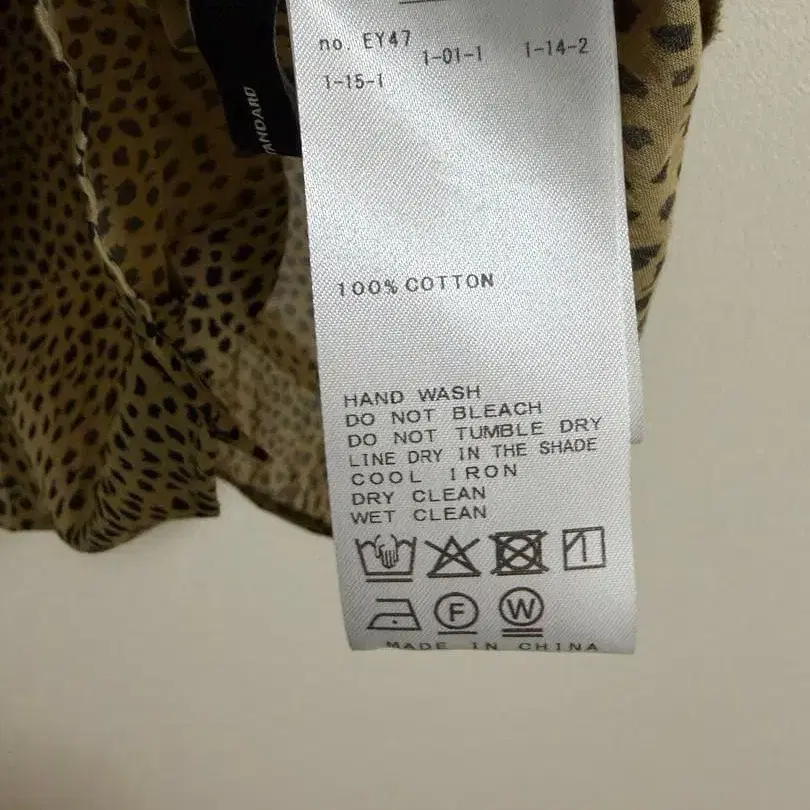 no. EY47
1-01-1 1-14-2
1-15-1
ANDARD
100% COTTON
HAND WASH
DO NOT BLEACH
DO NOT TUMBLE DRY
LINE DRY IN THE SHADE
COOL IRON
DRY CLEAN
WET CLEAN
F W
MADE IN CHINA